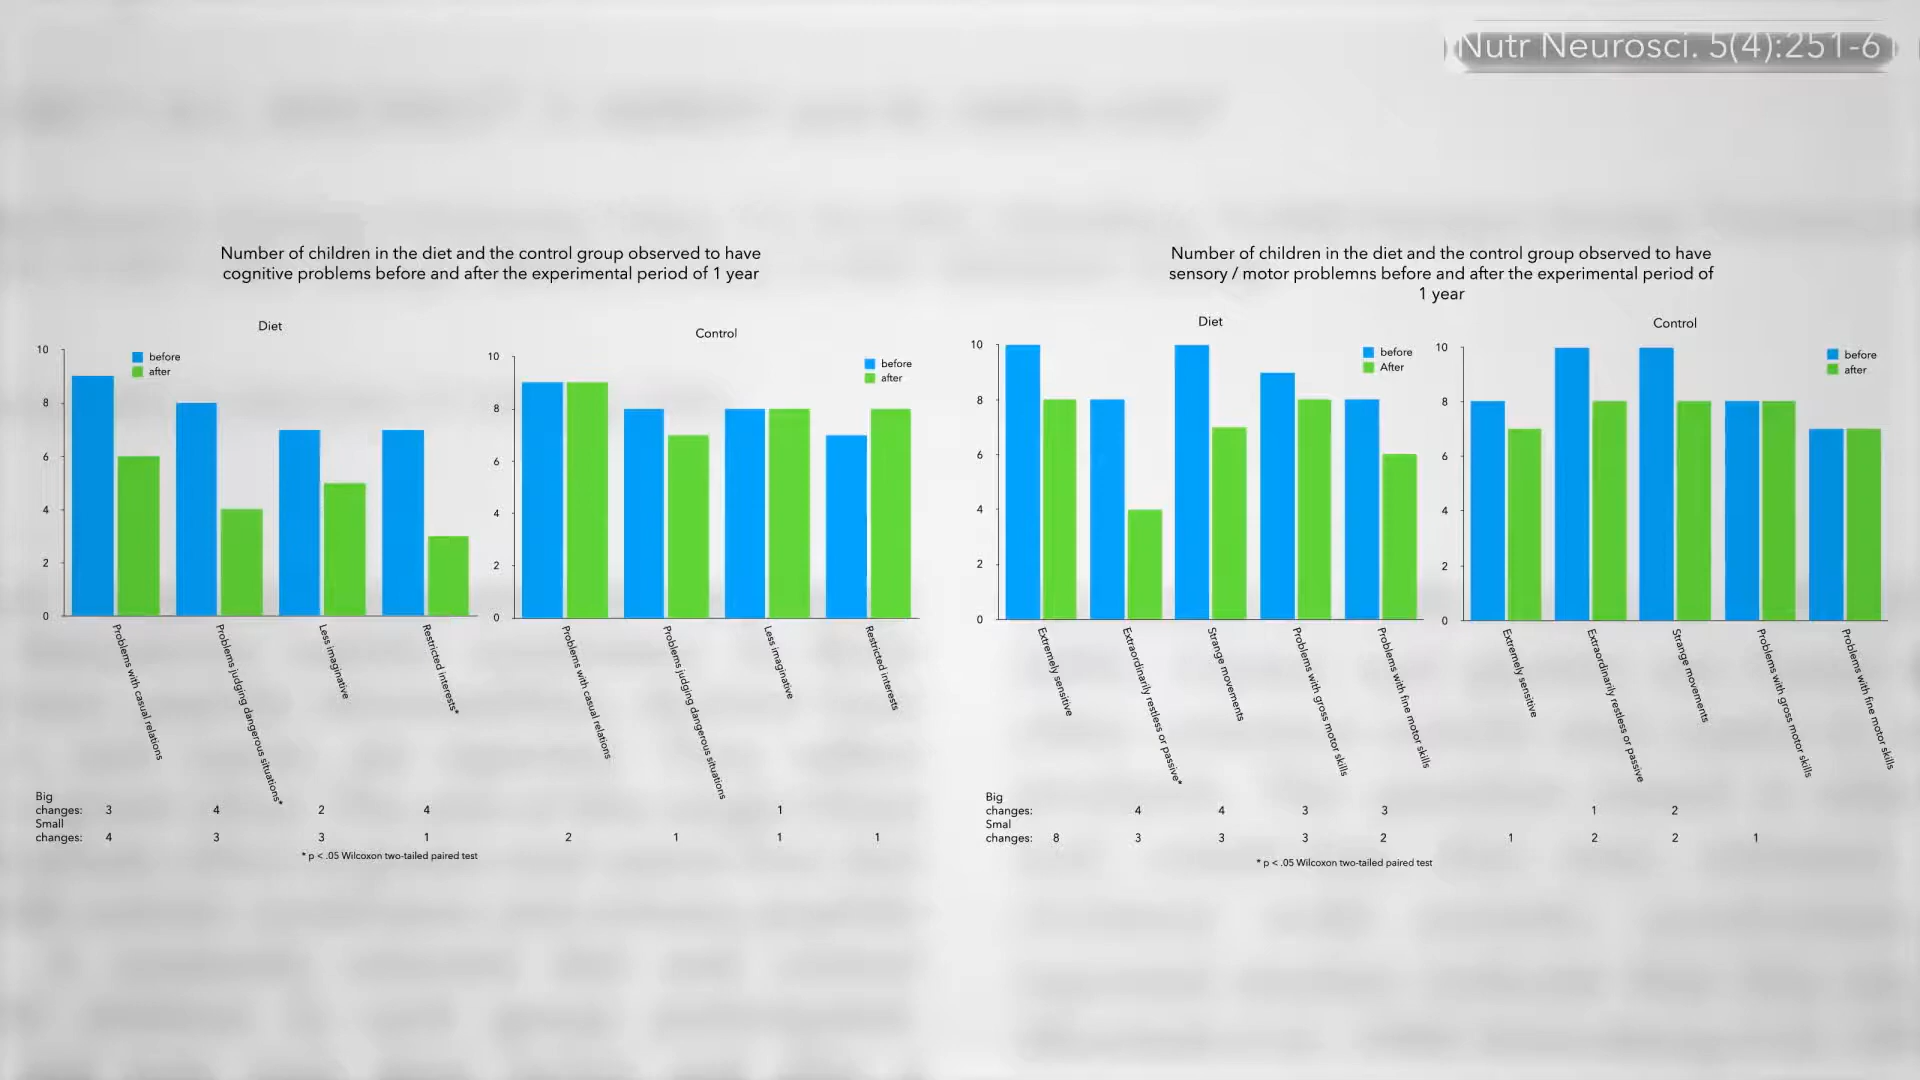 Nutr Neurosci. 5(4):251-6
Number of children in the diet and the control group observed to have
cognitive problems before and after the experimental period of 1 year
Diet
before
after
10
8
6
4
2
0
Problems with casual relations
Problems judging dangerous situations*
Less imaginative
Restricted interests*
Control
before
after
10
8
6
4
2
0
Problems with casual relations
Problems judging dangerous situations
Less imaginative
Restricted interests
Big
changes: 3 4 2 4 1
Small
changes: 4 3 3 1 2 1 1 1
* p < .05 Wilcoxon two-tailed paired test
Number of children in the diet and the control group observed to have
sensory / motor problemns before and after the experimental period of
1 year
Diet
before
After
10
8
6
4
2
0
Extremely sensitive
Extraordinarily restless or passive*
Strange movements
Problems with gross motor skills
Problems with fine motor skills
Control
before
after
10
8
6
4
2
0
Extremely sensitive
Extraordinarily restless or passive
Strange movements
Problems with gross motor skills
Problems with fine motor skills
Big
changes: 4 4 3 3 1 2
Smal
changes: 8 3 3 3 2 1 2 2 1
* p < .05 Wilcoxon two-tailed paired test